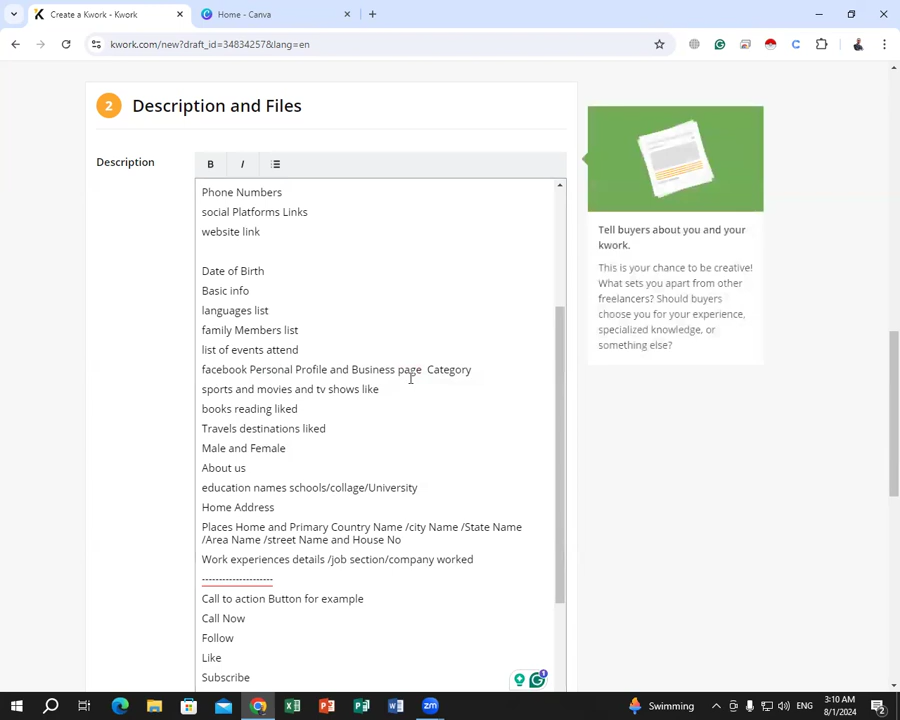 Create a Kwork - Kwork
Home - Canva
kwork.com/new?draft_id=34834257&lang=en
2
Description and Files
Description
B
I
Phone Numbers
social Platforms Links
website link
Date of Birth
Basic info
languages list
family Members list
list of events attend
facebook Personal Profile and Business page  Category
sports and movies and tv shows like
books reading liked
Travels destinations liked
Male and Female
About us
education names schools/collage/University
Home Address
Places Home and Primary Country Name /city Name /State Name
/Area Name /street Name and House No
Work experiences details /job section/company worked
---------------------
Call to action Button for example
Call Now
Follow
Like
Subscribe
Tell buyers about you and your
kwork.
This is your chance to be creative!
What sets you apart from other
freelancers? Should buyers
choose you for your experience,
specialized knowledge, or
something else?
Swimming
ENG
3:10 AM
8/1/2024